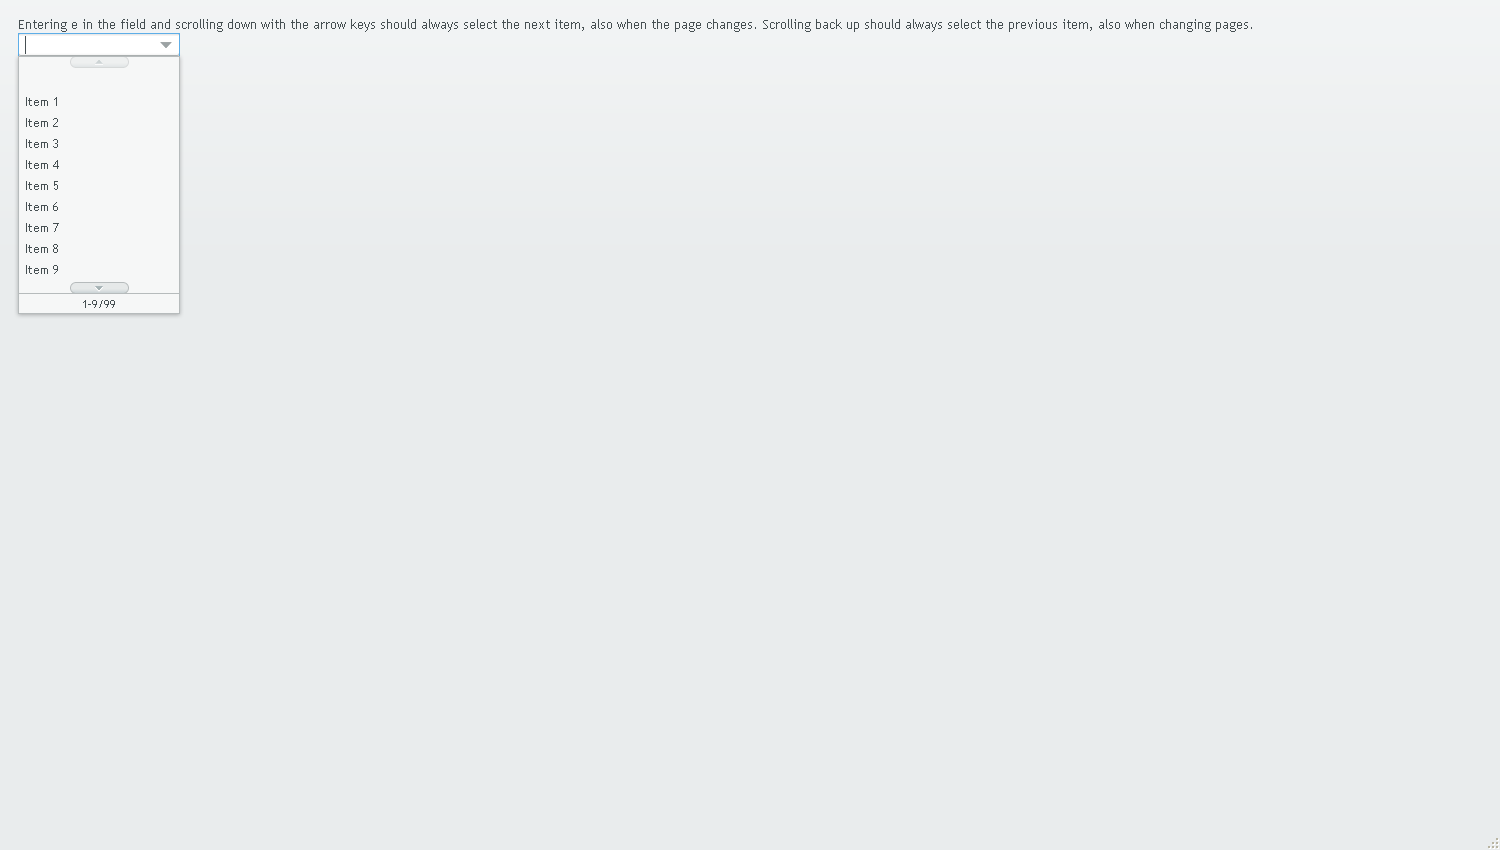 Entering e in the field and scrolling down with the arrow keys should always select the next item, also when the page changes. Scrolling back up should always select the previous item, also when changing pages.
Item 1
Item 2
Item 3
Item 4
Item 5
Item 6
Item 7
Item 8
Item 9
1-9/99